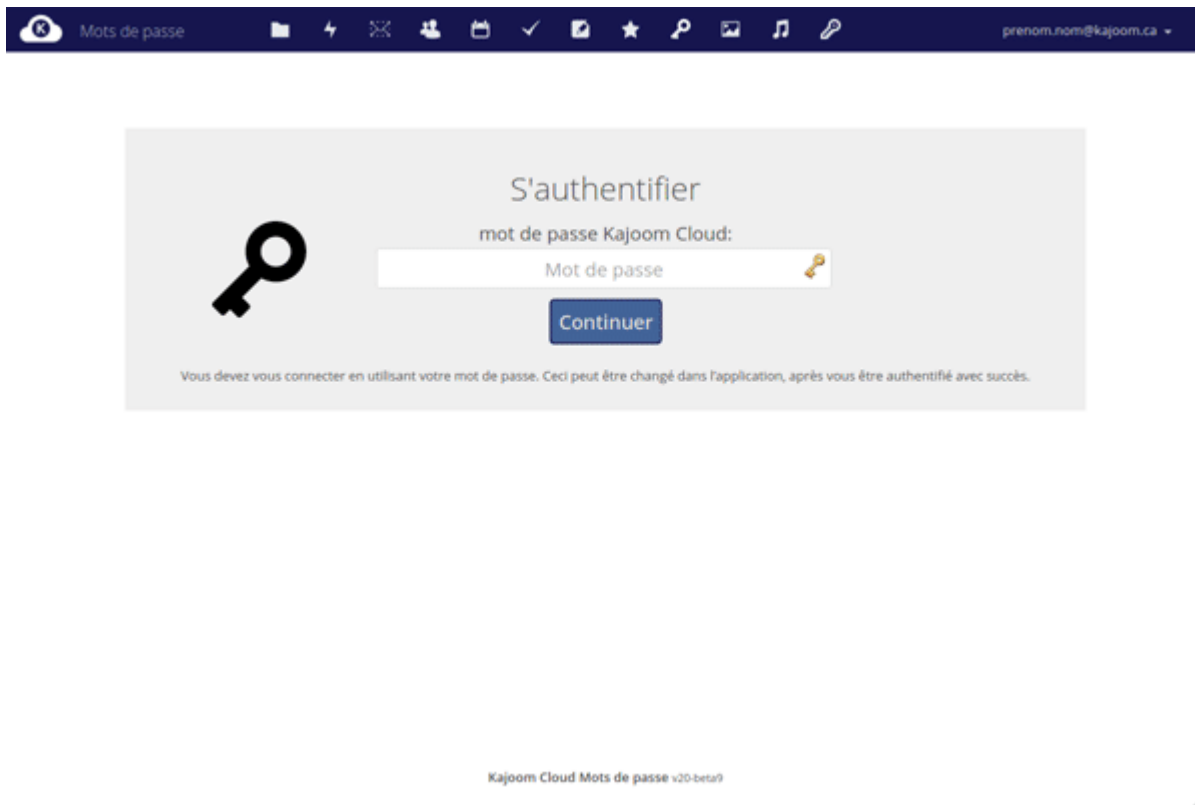 K Mots de passe prenom.nom@kajoom.ca
S'authentifier
mot de passe Kajoom Cloud:
Mot de passe
Continuer
Vous devez vous connecter en utilisant votre mot de passe. Ceci peut être changé dans l'application, après vous être authentifié avec succès.
Kajoom Cloud Mots de passe v20-beta9